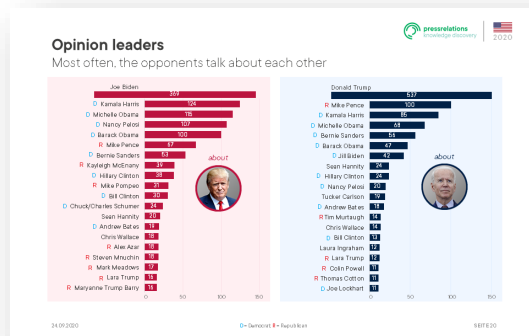 pressrelations
knowledge discovery
2020
Opinion leaders
Most often, the opponents talk about each other
Joe Biden
369
D Kamala Harris 124
D Michelle Obama 115
D Nancy Pelosi 107
D Barack Obama 100
R Mike Pence 67
D Bernie Sanders 53
R Kayleigh McEnany 39
D Hillary Clinton 38
R Mike Pompeo 31
D Bill Clinton 30
D Chuck/Charles Schumer 24
Sean Hannity 20
D Andrew Bates 19
Chris Wallace 18
R Alex Azar 18
R Steven Mnuchin 18
R Mark Meadows 17
R Lara Trump 16
R Maryanne Trump Barry 16
0 50 100 150
about
Donald Trump
537
R Mike Pence 100
D Kamala Harris 85
D Michelle Obama 68
D Bernie Sanders 56
D Barack Obama 47
D Jill Biden 42
Sean Hannity 24
D Hillary Clinton 24
D Nancy Pelosi 20
Tucker Carlson 19
D Andrew Bates 18
R Tim Murtaugh 14
Chris Wallace 14
D Bill Clinton 13
Laura Ingraham 12
R Lara Trump 12
R Colin Powell 11
R Thomas Cotton 11
D Joe Lockhart 11
0 50 100 150
about
24.09.2020
D = Democrat R = Republican
SEITE 20